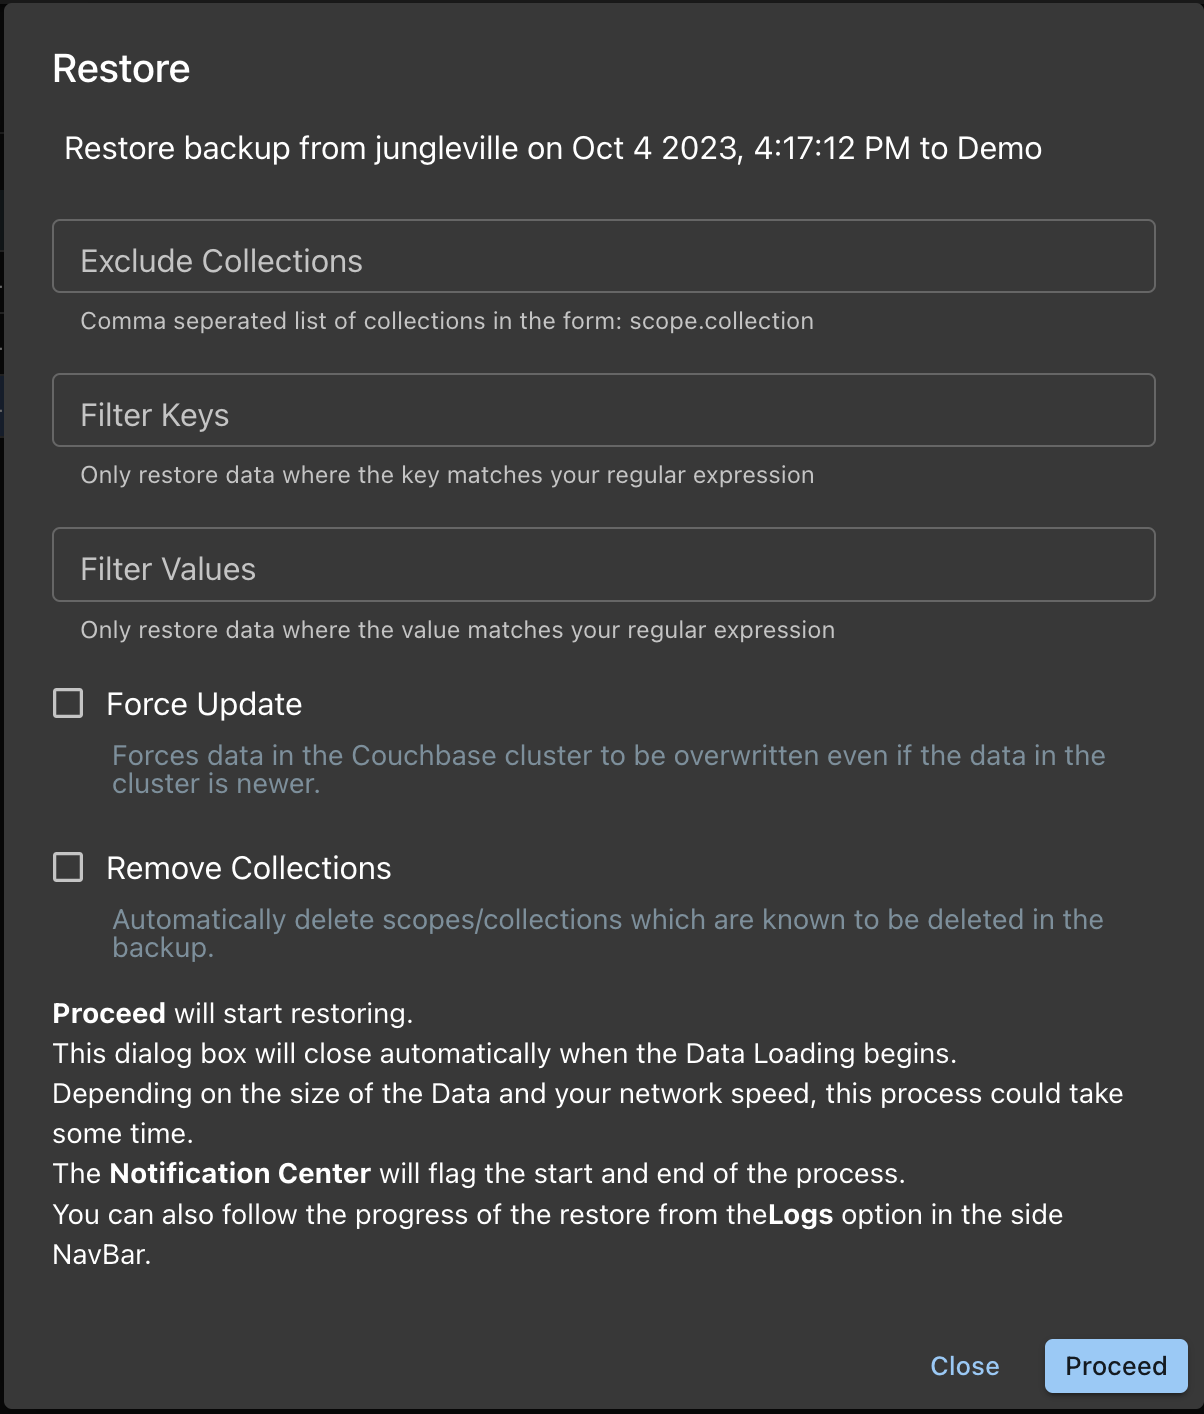 Restore
Restore backup from jungleville on Oct 4 2023, 4:17:12 PM to Demo
Exclude Collections
Comma seperated list of collections in the form: scope.collection
Filter Keys
Only restore data where the key matches your regular expression
Filter Values
Only restore data where the value matches your regular expression
Force Update
Forces data in the Couchbase cluster to be overwritten even if the data in the
cluster is newer.
Remove Collections
Automatically delete scopes/collections which are known to be deleted in the
backup.
Proceed will start restoring.
This dialog box will close automatically when the Data Loading begins.
Depending on the size of the Data and your network speed, this process could take
some time.
The Notification Center will flag the start and end of the process.
You can also follow the progress of the restore from theLogs option in the side
NavBar.
Close Proceed